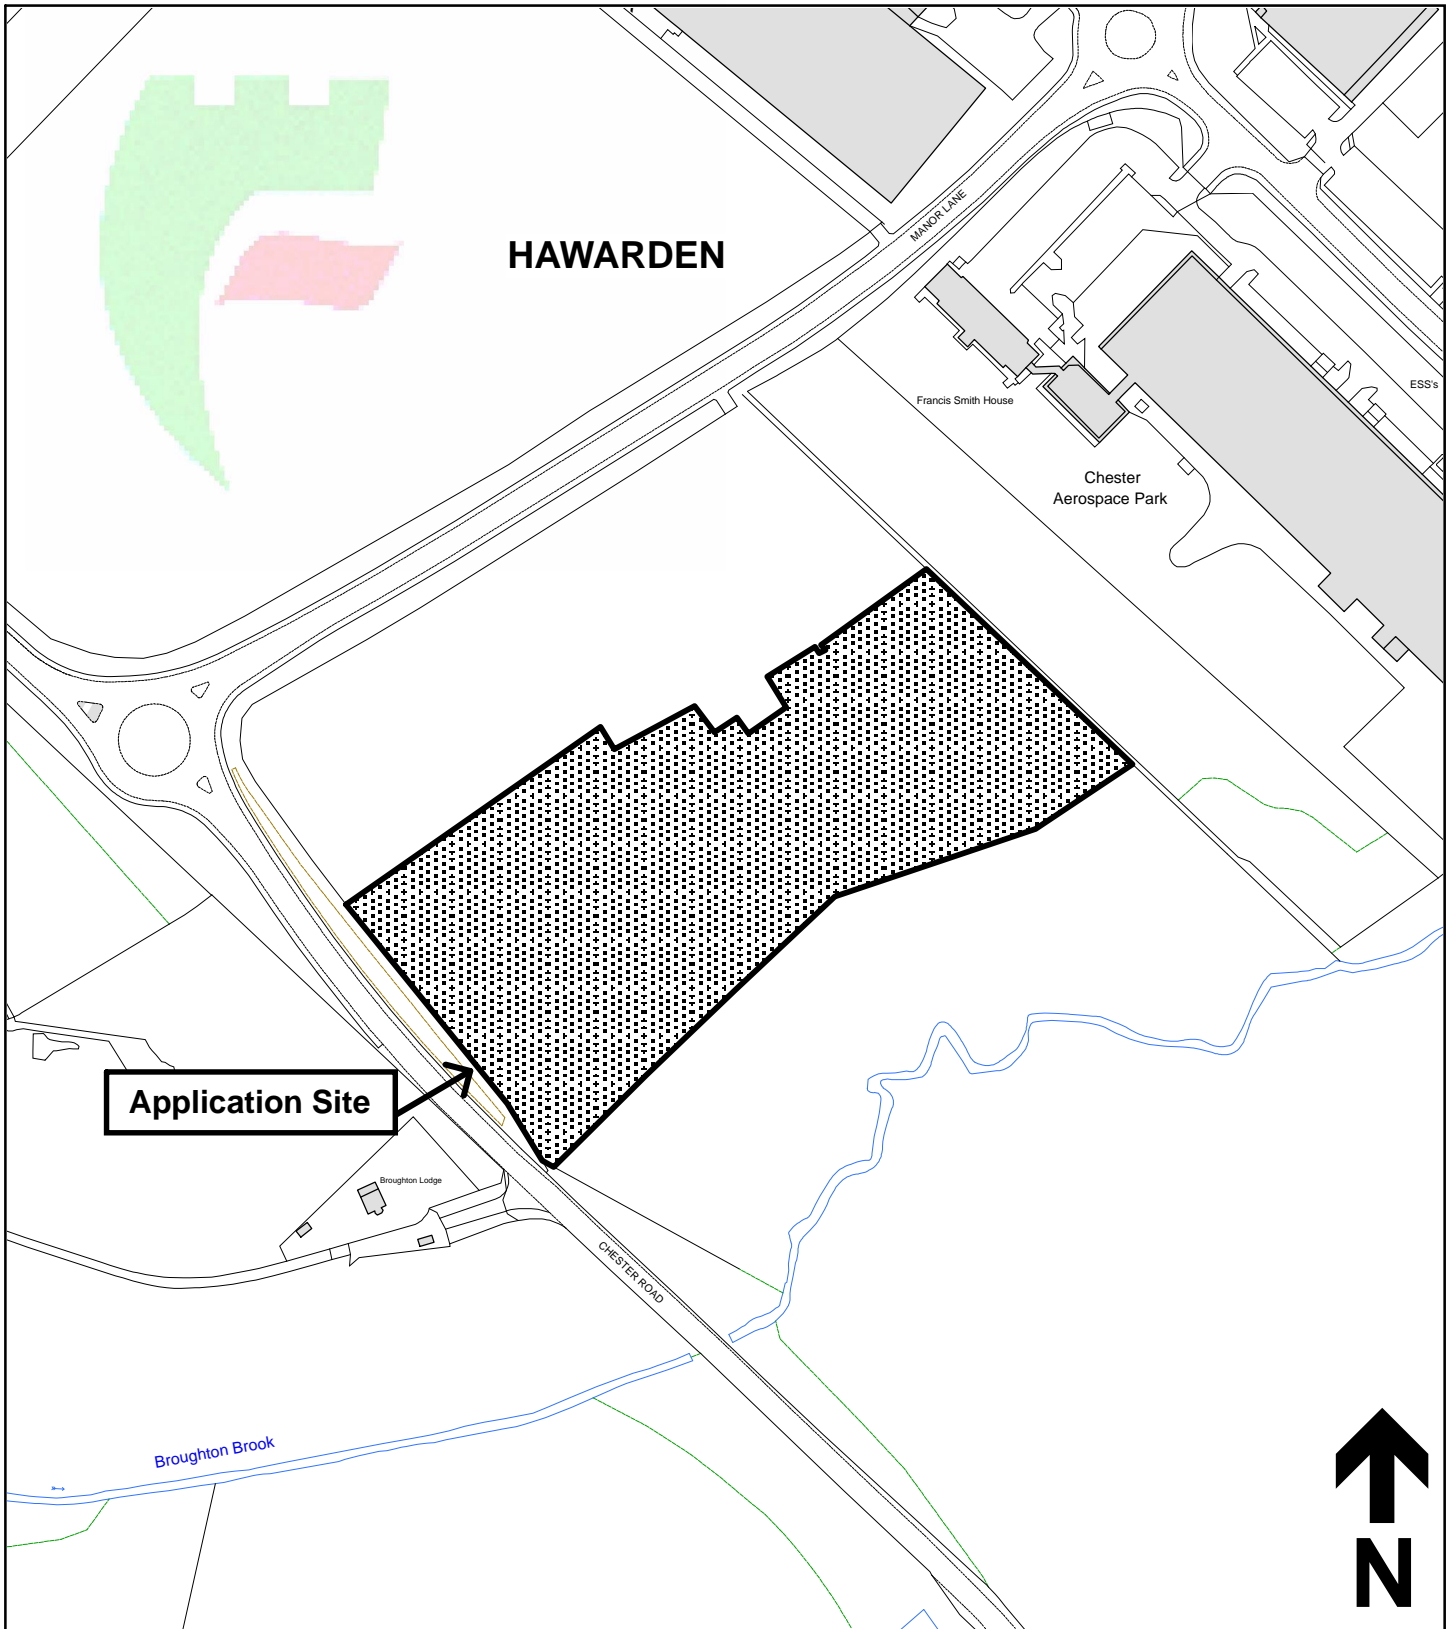 HAWARDEN
MANOR LANE
Francis Smith House
ESS's
Chester
Aerospace Park
Application Site
Broughton Lodge
CHESTER ROAD
Broughton Brook
N